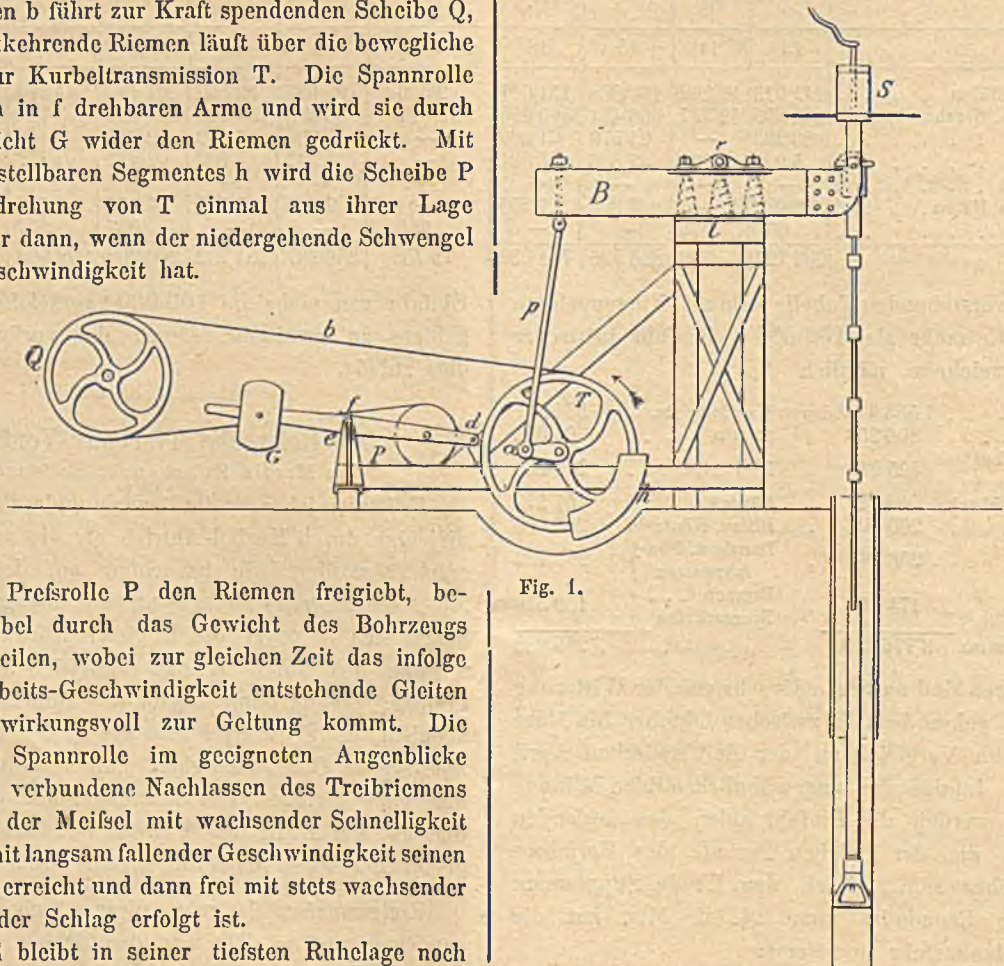 en b führt zur Kraft spendenden Scheibe Q,
kehrende Riemen läuft über die bewegliche
ur Kurbeltransmission T. Die Spannrolle
in f drehbaren Arme und wird sie durch
icht G wider den Riemen gedrückt. Mit
stellbaren Segmentes h wird die Scheibe P
drehung von T einmal aus ihrer Lage
r dann, wenn der niedergehende Schwengel
schwindigkeit hat.
S
r
B
l
p
b
Q
T
f
d
e
a
G
P
h
Fig. 1.
Prefsrolle P den Riemen freigiebt, be-
bel durch das Gewicht des Bohrzeugs
eilen, wobei zur gleichen Zeit das infolge
beits-Geschwindigkeit entstehende Gleiten
wirkungsvoll zur Geltung kommt. Die
Spannrolle im geeigneten Augenblicke
verbundene Nachlassen des Treibriemens
der Meifsel mit wachsender Schnelligkeit
mit langsam fallender Geschwindigkeit seinen
erreicht und dann frei mit stets wachsender
der Schlag erfolgt ist.
bleibt in seiner tiefsten Ruhelage noch